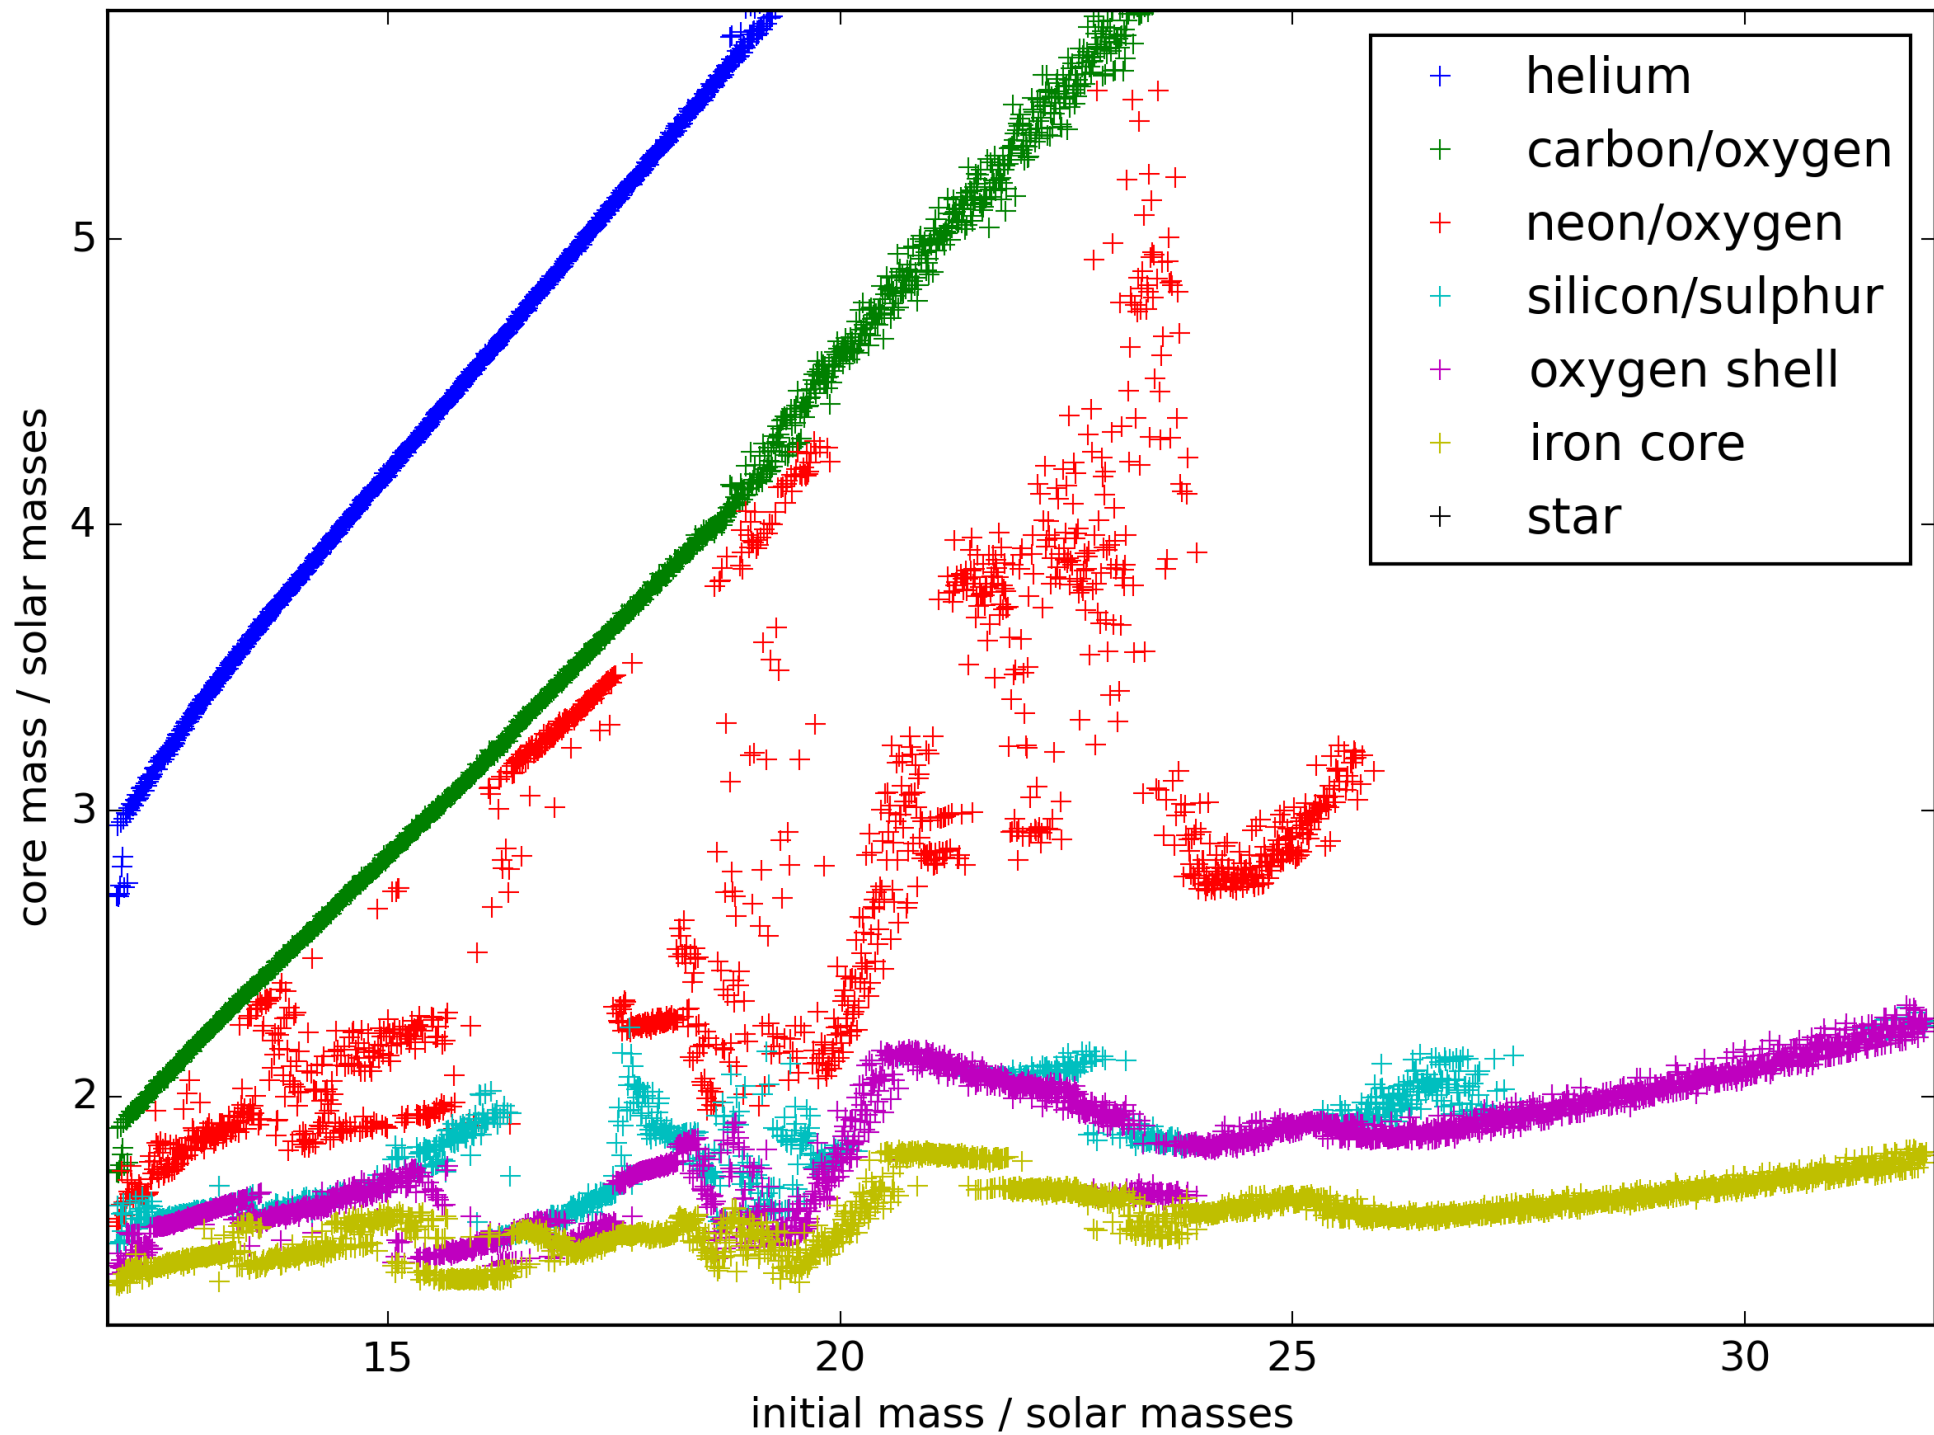 helium
carbon/oxygen
neon/oxygen
silicon/sulphur
oxygen shell
iron core
star
core mass / solar masses
5
4
3
2
15
20
25
30
initial mass / solar masses